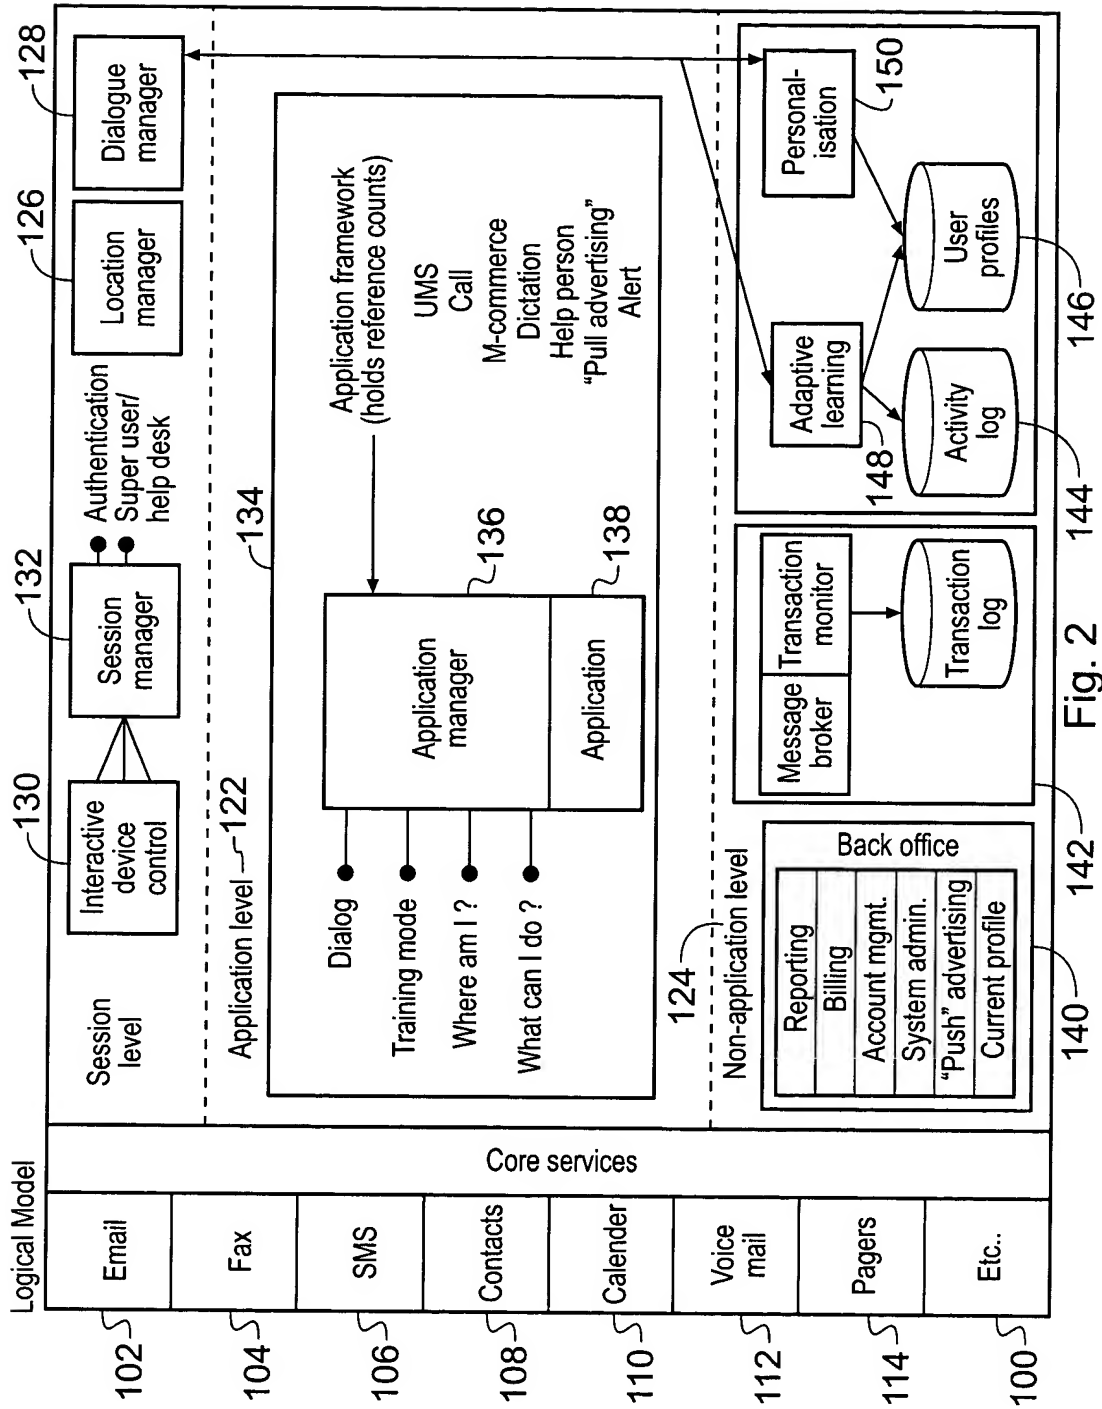 Logical Model
102
Email
104
Fax
106
SMS
108
Contacts
110
Calender
112
Voice
mail
114
Pagers
100
Etc..
Core services
Session
level
130
Interactive
device
control
132
Session
manager
Authentication
Super user/
help desk
126
Location
manager
128
Dialogue
manager
Application level
122
134
Dialog
Training mode
Where am I ?
What can I do ?
Application
manager
136
Application
138
Application framework
(holds reference counts)
UMS
Call
M-commerce
Dictation
Help person
“Pull advertising”
Alert
Non-application level
124
Back office
Reporting
Billing
Account mgmt.
System admin.
“Push” advertising
Current profile
140
Message
broker
Transaction
monitor
Transaction
log
142
Adaptive
learning
148
Personal-
isation
150
Activity
log
144
User
profiles
146
Fig. 2